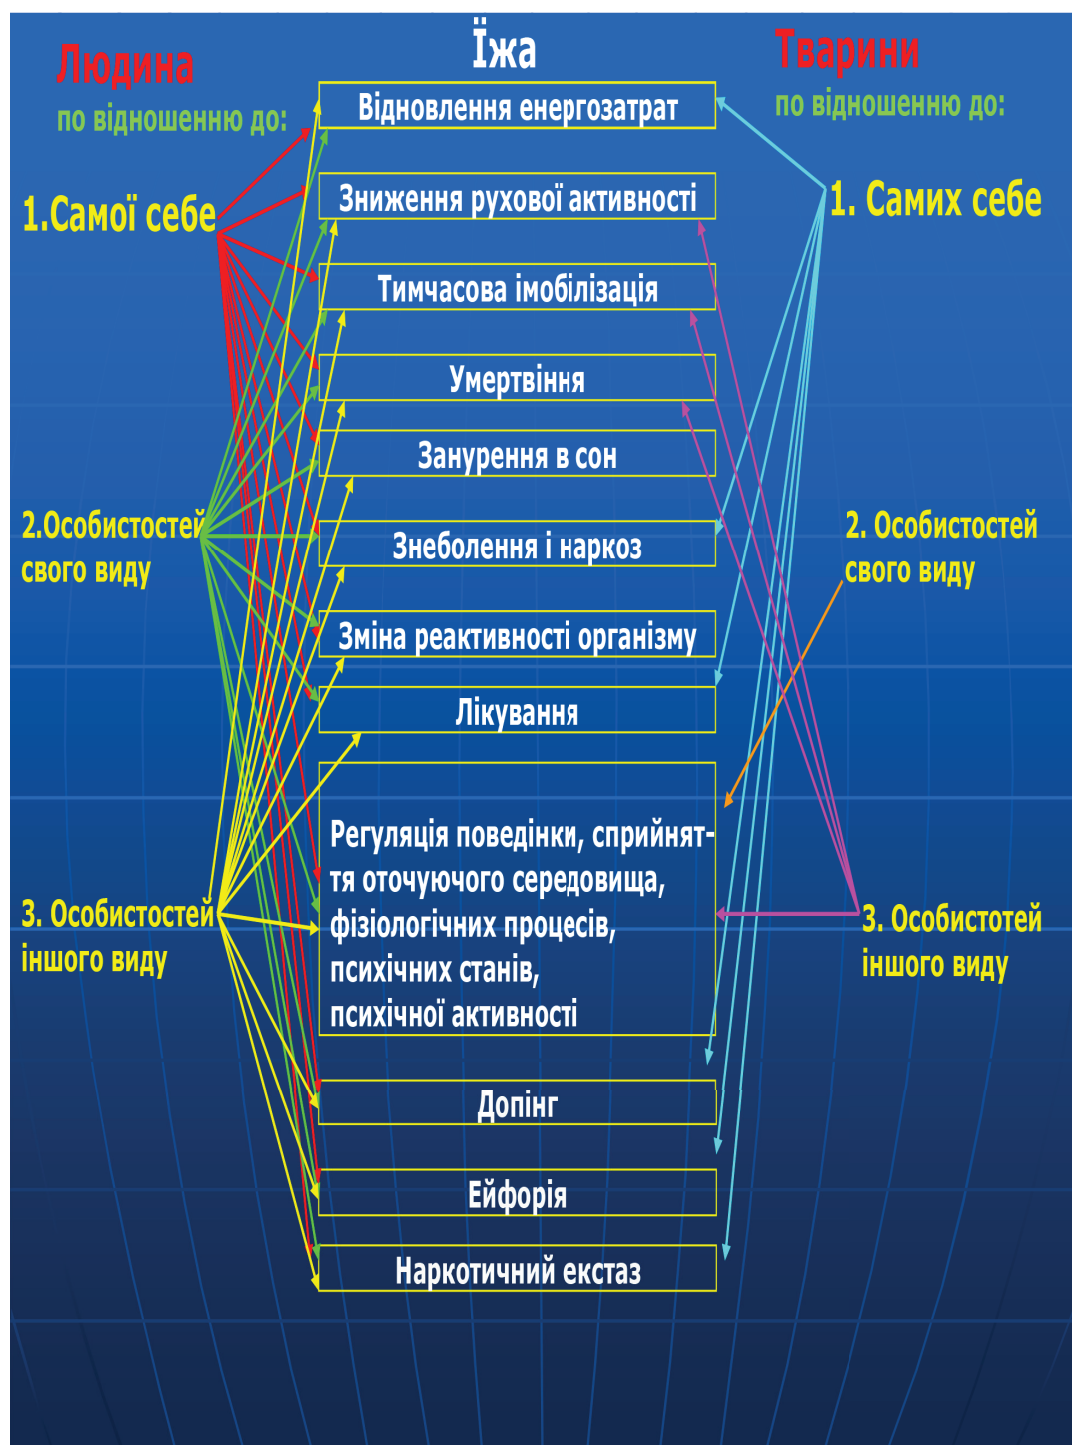 Людина
по відношенню до:
1.Самої себе
2.Особистостей
свого виду
3. Особистостей
іншого виду
Їжа
Відновлення енергозатрат
Зниження рухової активності
Тимчасова імобілізація
Умертвіння
Занурення в сон
Знеболення і наркоз
Зміна реактивності організму
Лікування
Регуляція поведінки, сприйнят-
тя оточуючого середовища,
фізіологічних процесів,
психічних станів,
психічної активності
Допінг
Ейфорія
Наркотичний екстаз
Тварини
по відношенню до:
1. Самих себе
2. Особистостей
свого виду
3. Особистотей
іншого виду